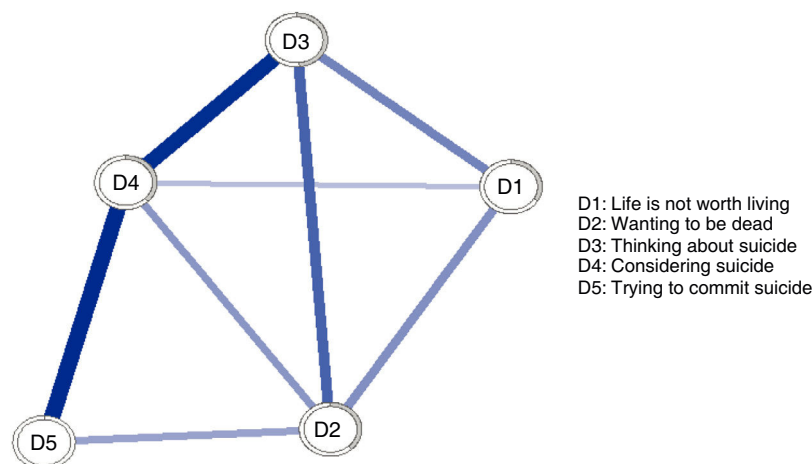 D3
D4
D1
D1: Life is not worth living
D2: Wanting to be dead
D3: Thinking about suicide
D4: Considering suicide
D5: Trying to commit suicide
D2
D5